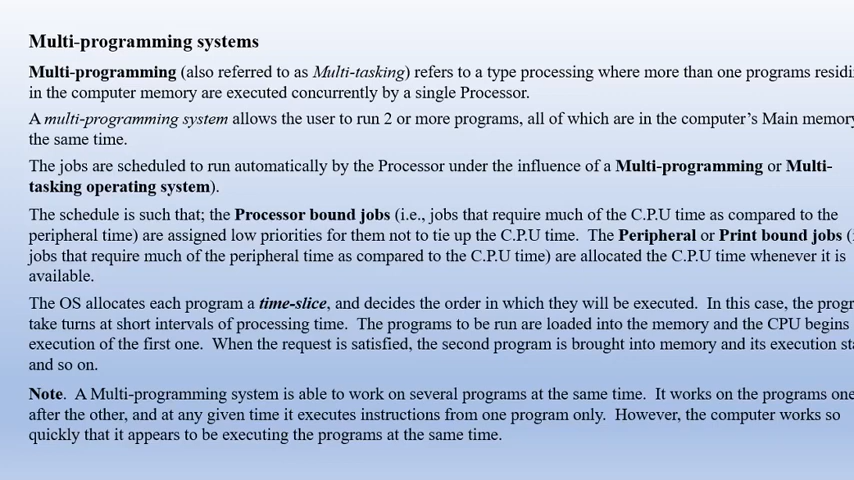 Multi-programming systems
Multi-programming (also referred to as Multi-tasking) refers to a type processing where more than one programs
in the computer memory are executed concurrently by a single Processor.
A multi-programming system allows the user to run 2 or more programs, all of which are in the computer's Main memory
the same time.
The jobs are scheduled to run automatically by the Processor under the influence of a Multi-programming or Multi-
tasking operating system).
The schedule is such that; the Processor bound jobs (i.e., jobs that require much of the C.P.U time as compared to the
peripheral time) are assigned low priorities for them not to tie up the C.P.U time. The Peripheral or Print bound jobs
jobs that require much of the peripheral time as compared to the C.P.U time) are allocated the C.P.U time whenever it is
available.
The OS allocates each program a time-slice, and decides the order in which they will be executed. In this case, the
take turns at short intervals of processing time. The programs to be run are loaded into the memory and the CPU begins
execution of the first one. When the request is satisfied, the second program is brought into memory and its execution
and so on.
Note. A Multi-programming system is able to work on several programs at the same time. It works on the programs one
after the other, and at any given time it executes instructions from one program only. However, the computer works so
quickly that it appears to be executing the programs at the same time.